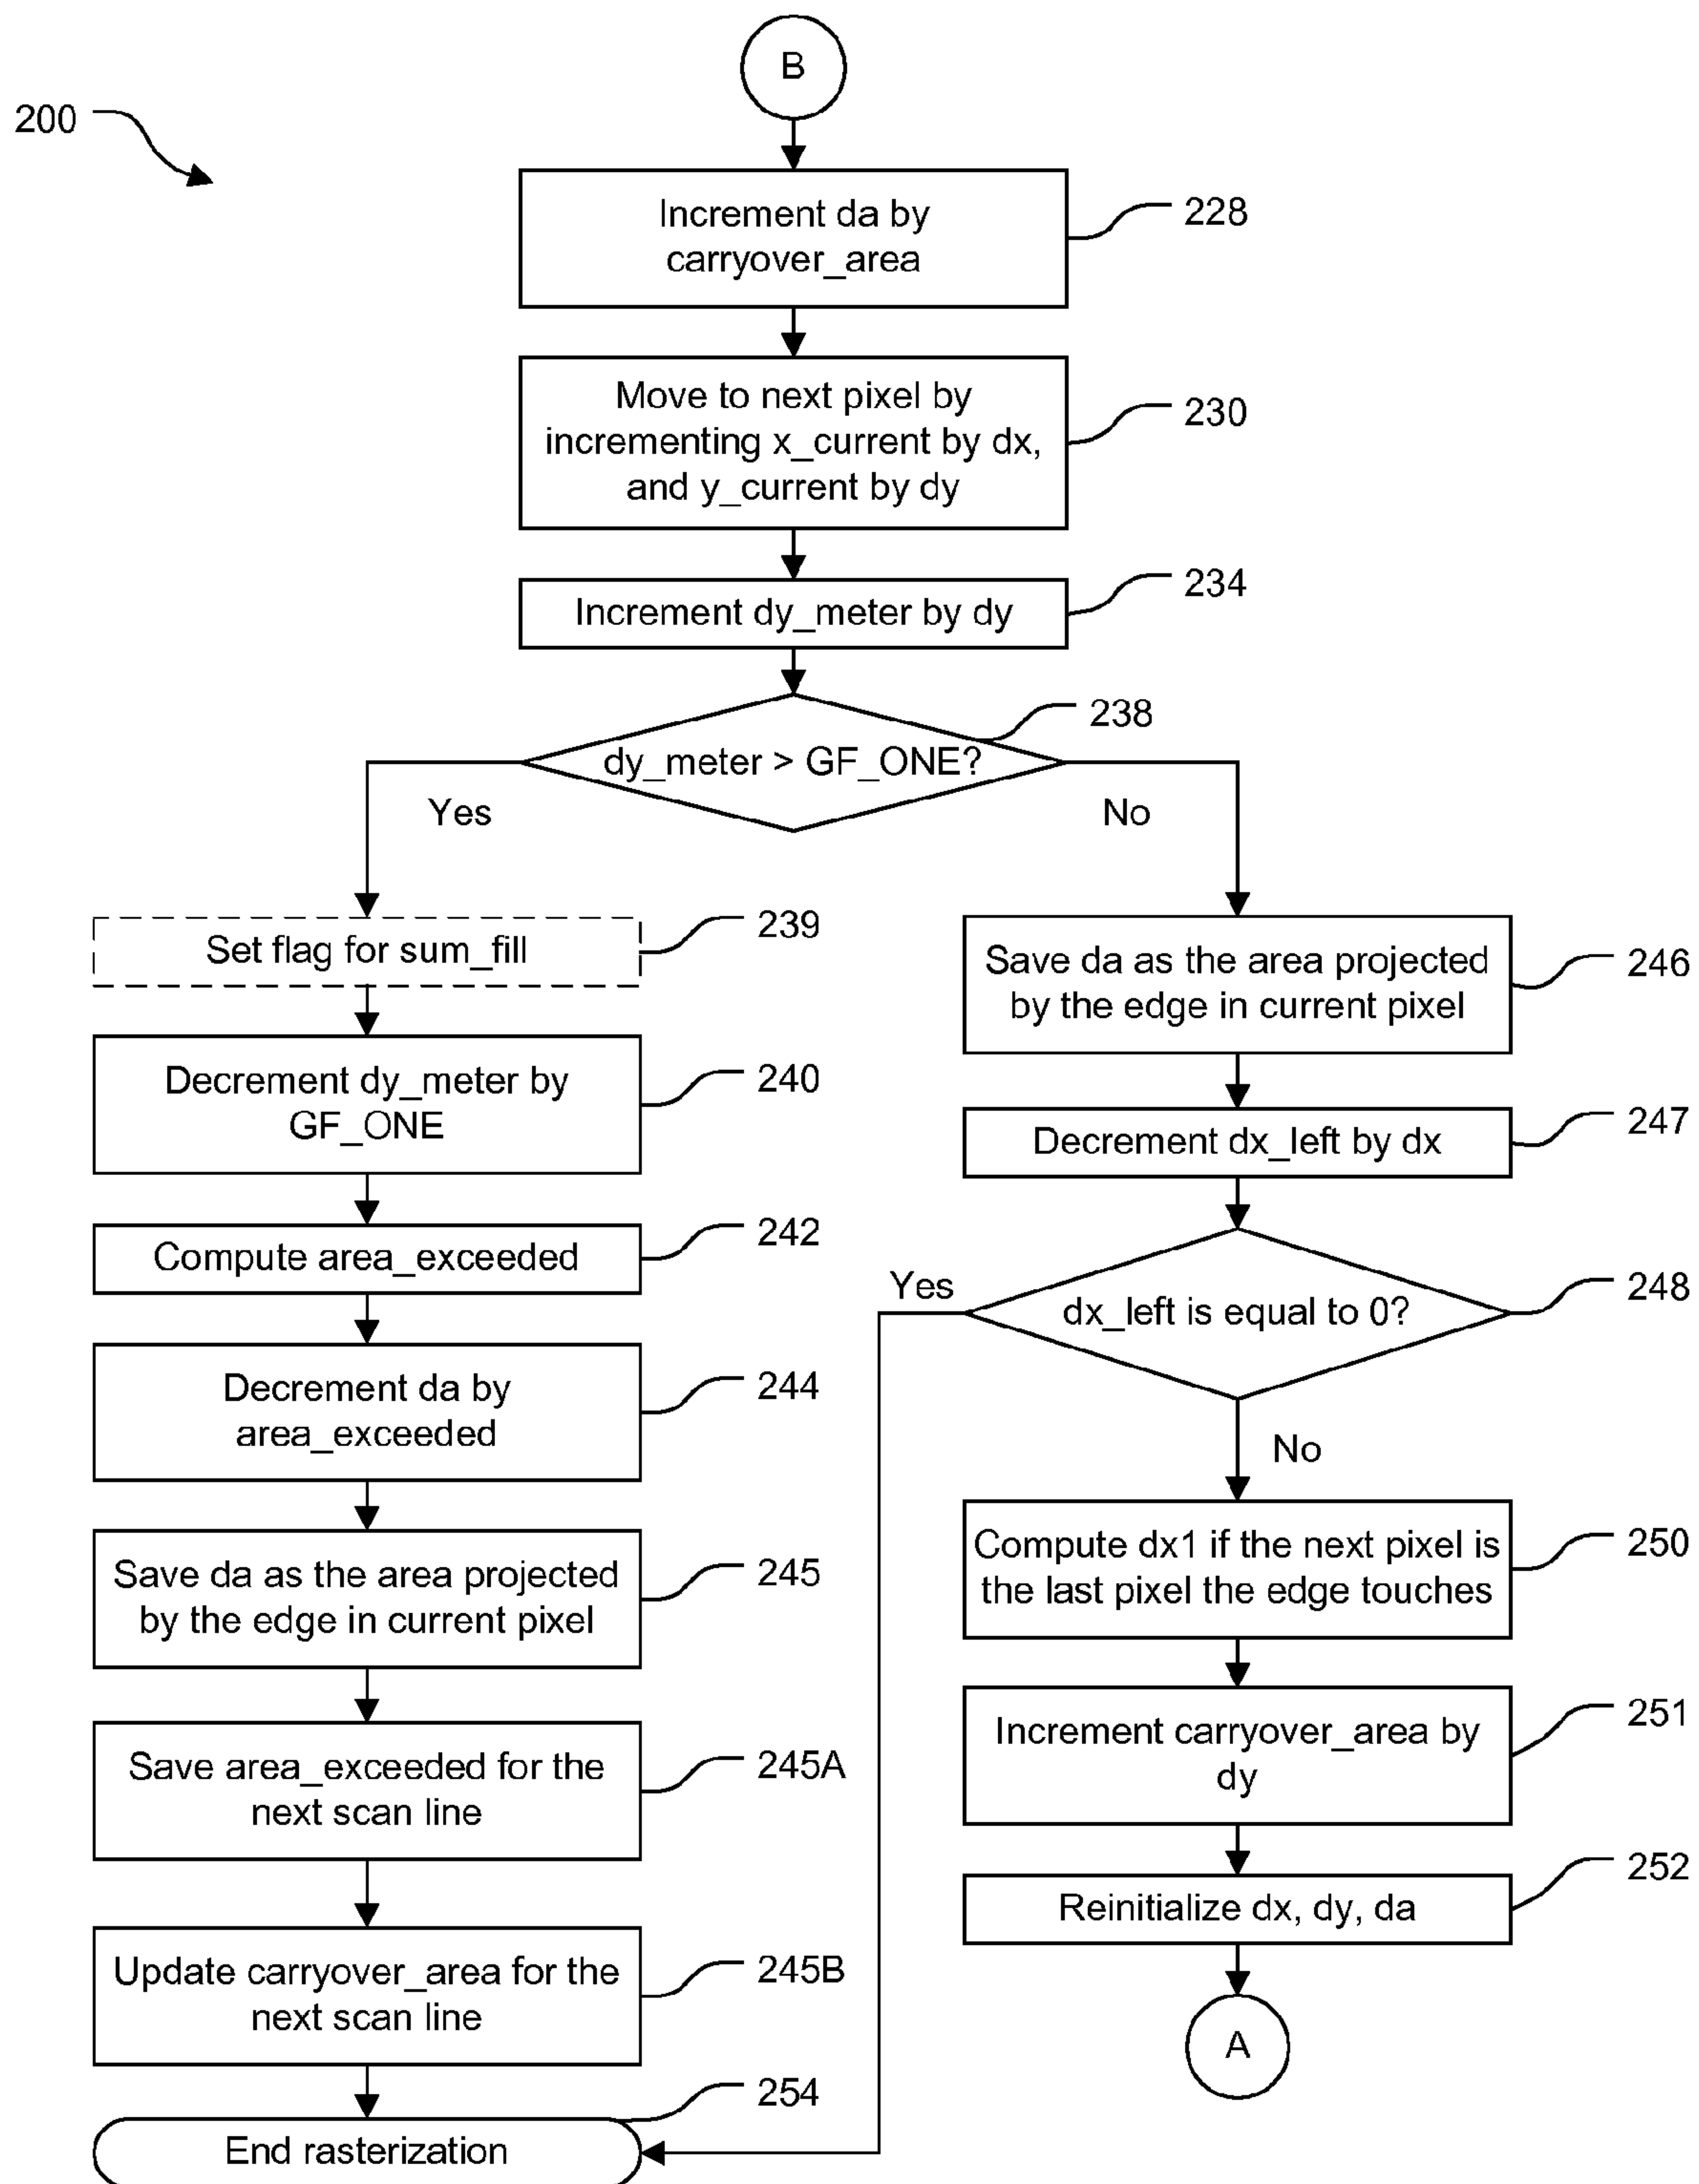 B
200
Increment da by
carryover_area
228
Move to next pixel by
incrementing x_current by dx,
and y_current by dy
230
Increment dy_meter by dy
234
dy_meter > GF_ONE?
238
Yes
No
Set flag for sum_fill
239
Decrement dy_meter by
GF_ONE
240
Compute area_exceeded
242
Decrement da by
area_exceeded
244
Save da as the area projected
by the edge in current pixel
245
Save area_exceeded for the
next scan line
245A
Update carryover_area for the
next scan line
245B
End rasterization
254
Save da as the area projected
by the edge in current pixel
246
Decrement dx_left by dx
247
dx_left is equal to 0?
248
Yes
No
Compute dx1 if the next pixel is
the last pixel the edge touches
250
Increment carryover_area by
dy
251
Reinitialize dx, dy, da
252
A